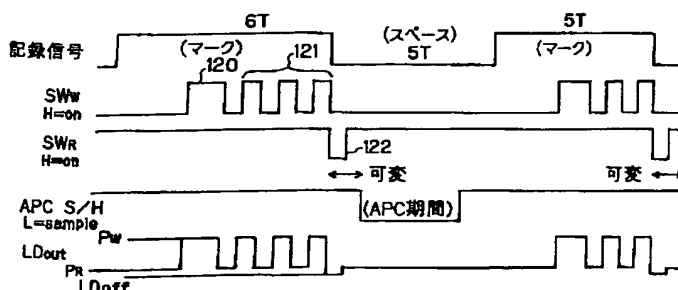 6T
(スペース)
5T
記録信号
(マーク)
5T
(マーク)
120
121
SWW
H=on
SWR
H=on
122
可変
可変
APC S/H
L=sample
(APC期間)
PW
LDout
PR
LDoff